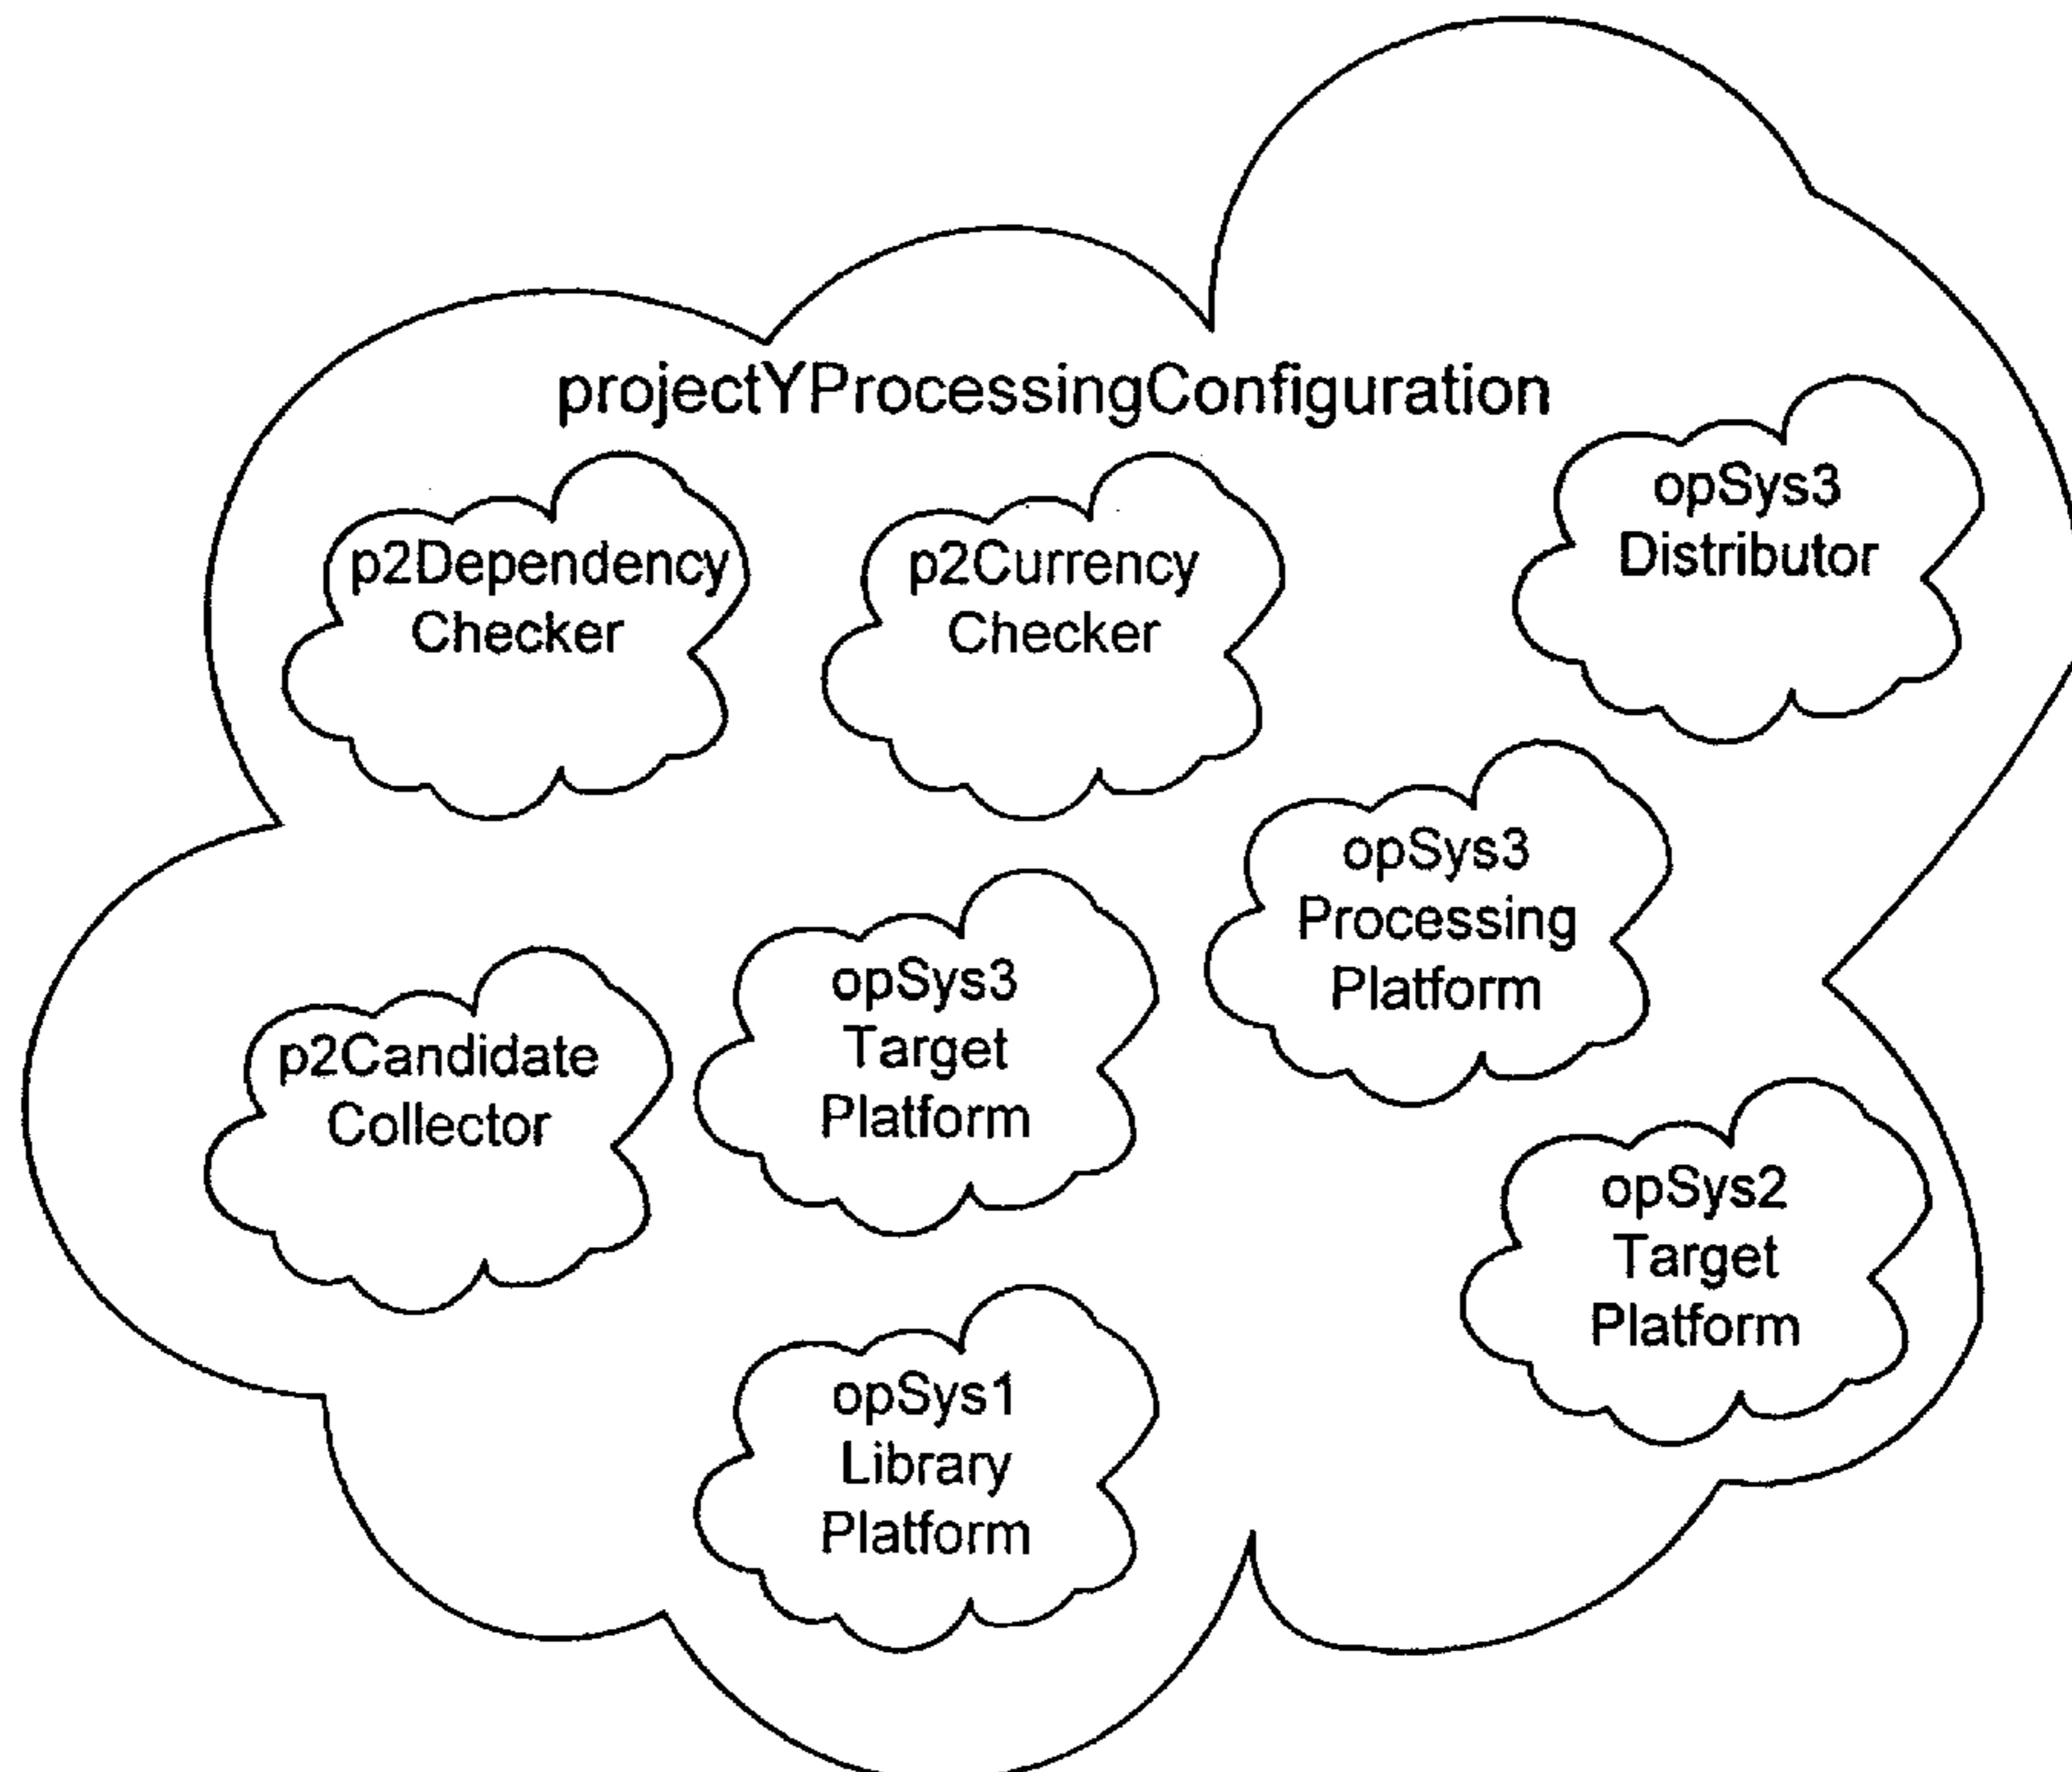 projectYProcessingConfiguration
p2Dependency
Checker
p2Currency
Checker
opSys3
Distributor
opSys3
Processing
Platform
p2Candidate
Collector
opSys3
Target
Platform
opSys2
Target
Platform
opSys1
Library
Platform